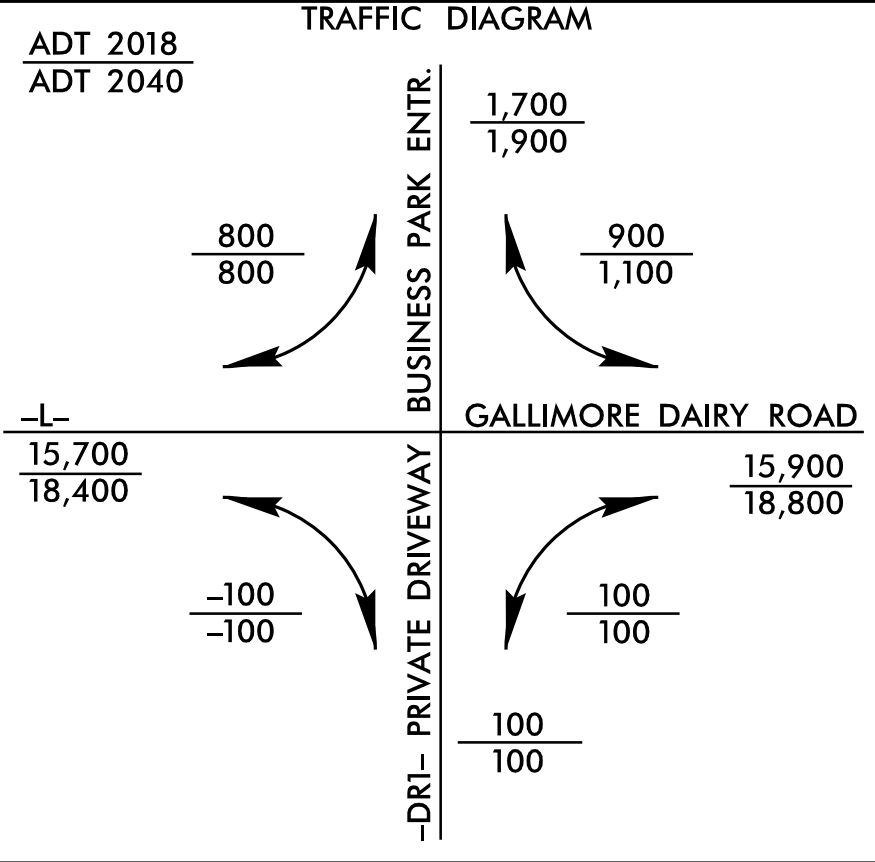 TRAFFIC DIAGRAM
ADT 2018
ADT 2040
BUSINESS PARK ENTR.
1,700
1,900
800
800
900
1,100
–L–
GALLIMORE DAIRY ROAD
15,700
18,400
15,900
18,800
–DR1– PRIVATE DRIVEWAY
–100
–100
100
100
100
100